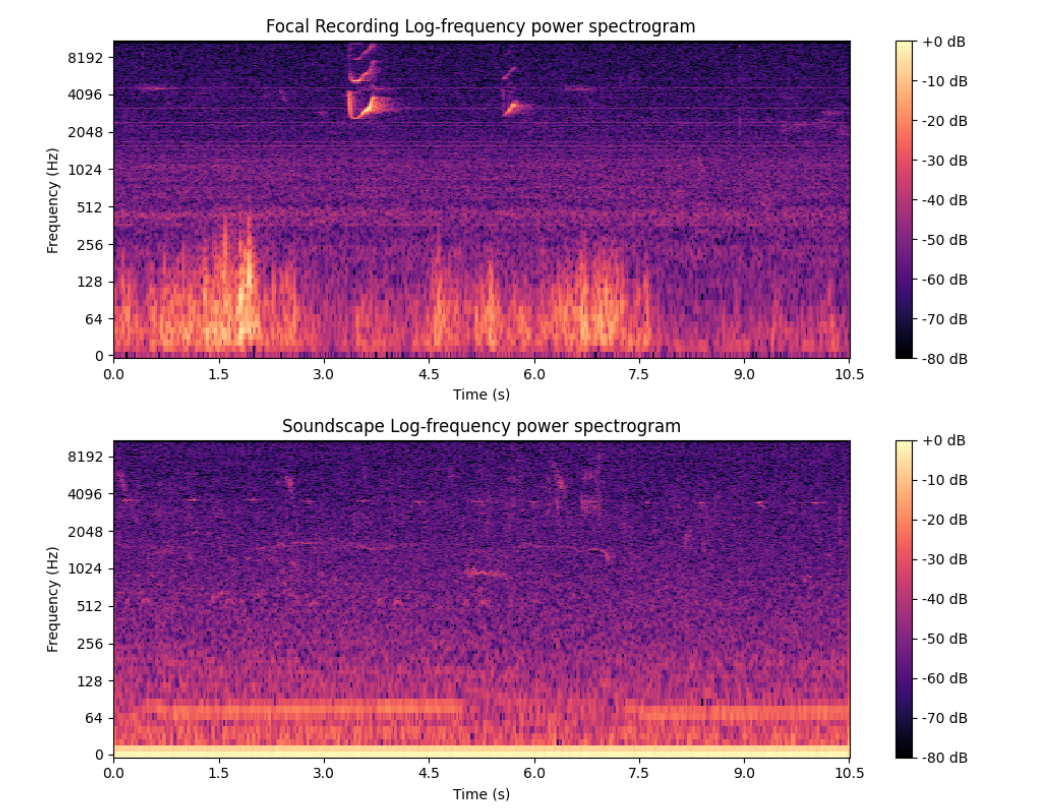 Focal Recording Log-frequency power spectrogram
Frequency (Hz)
8192
4096
2048
1024
512
256
128
64
0
0.0 1.5 3.0 4.5 6.0 7.5 9.0 10.5
Time (s)
+0 dB
-10 dB
-20 dB
-30 dB
-40 dB
-50 dB
-60 dB
-70 dB
-80 dB
Soundscape Log-frequency power spectrogram
Frequency (Hz)
8192
4096
2048
1024
512
256
128
64
0
0.0 1.5 3.0 4.5 6.0 7.5 9.0 10.5
Time (s)
+0 dB
-10 dB
-20 dB
-30 dB
-40 dB
-50 dB
-60 dB
-70 dB
-80 dB